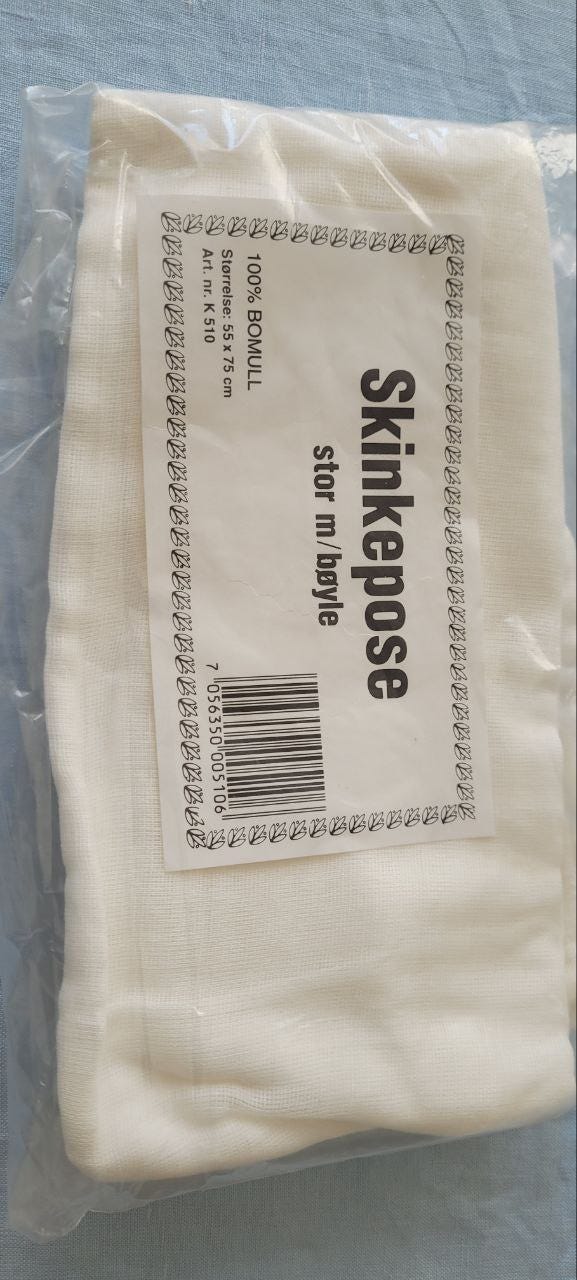 Skinkepose
stor m/bøyle
100% BOMULL
Størrelse: 55 x 75 cm
Art. nr. K 510
7 056350 005106